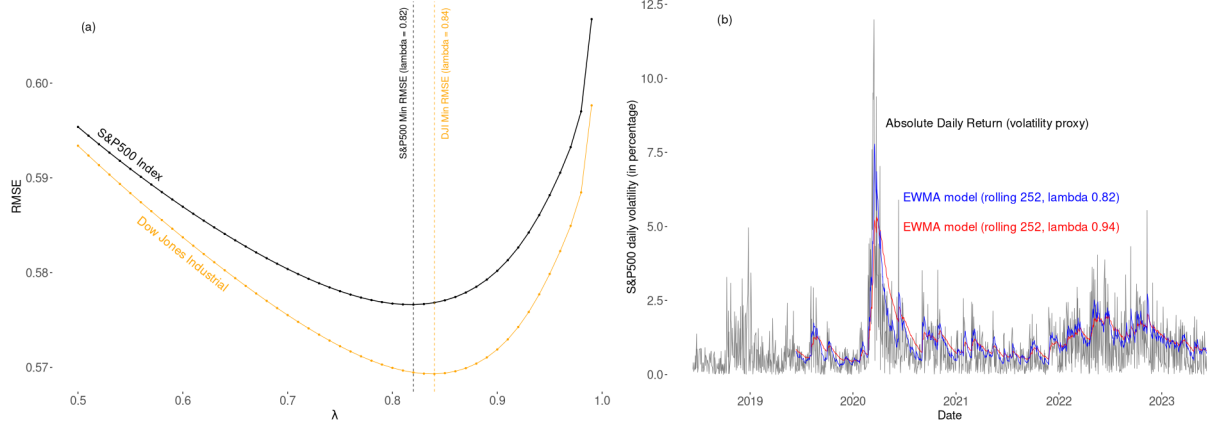 (a)
S&P500 Min RMSE (lambda = 0.82)
DJI Min RMSE (lambda = 0.84)
S&P500 Index
Dow Jones Industrial
RMSE
0.60
0.59
0.58
0.57
0.5
0.6
0.7
0.8
0.9
1.0
λ
(b)
S&P500 daily volatility (in percentage)
12.5
10.0
7.5
5.0
2.5
0.0
Absolute Daily Return (volatility proxy)
EWMA model (rolling 252, lambda 0.82)
EWMA model (rolling 252, lambda 0.94)
2019
2020
2021
2022
2023
Date